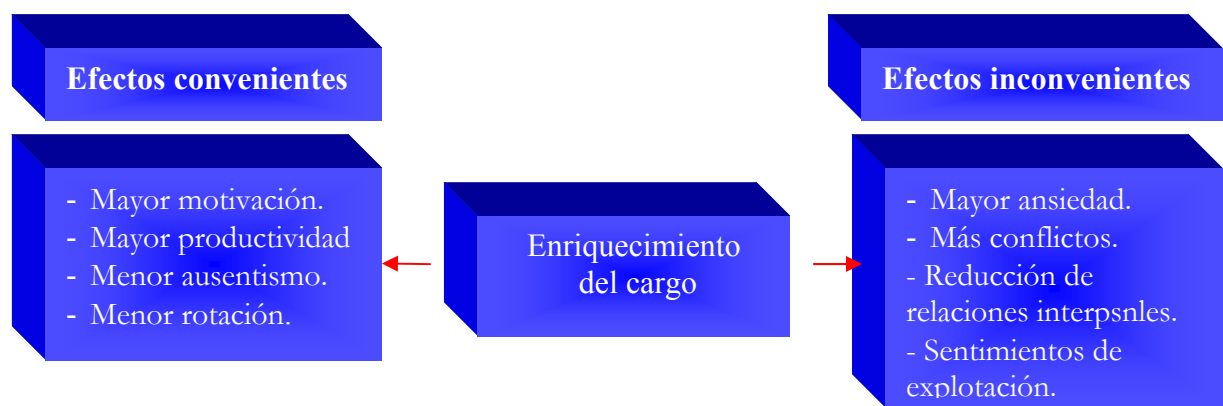 Efectos convenientes
- Mayor motivación.
- Mayor productividad
- Menor ausentismo.
- Menor rotación.
Enriquecimiento
del cargo
Efectos inconvenientes
- Mayor ansiedad.
- Más conflictos.
- Reducción de
relaciones interpsnles.
- Sentimientos de
explotación.